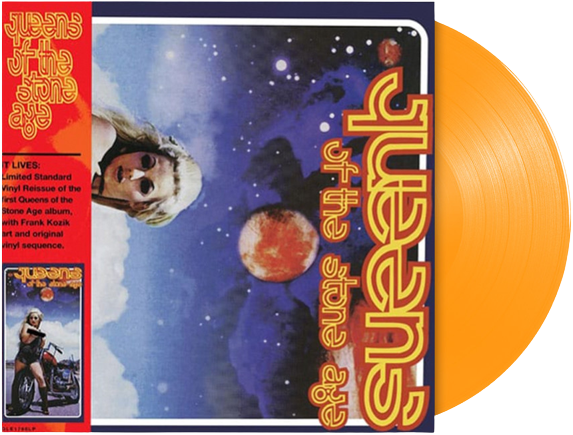 queens
of the
stone
age
IT LIVES:
Limited Standard
Vinyl Reissue of the
first Queens of the
Stone Age album,
with Frank Kozik
art and original
vinyl sequence.
queens
of the stone age
queens
of the stone age